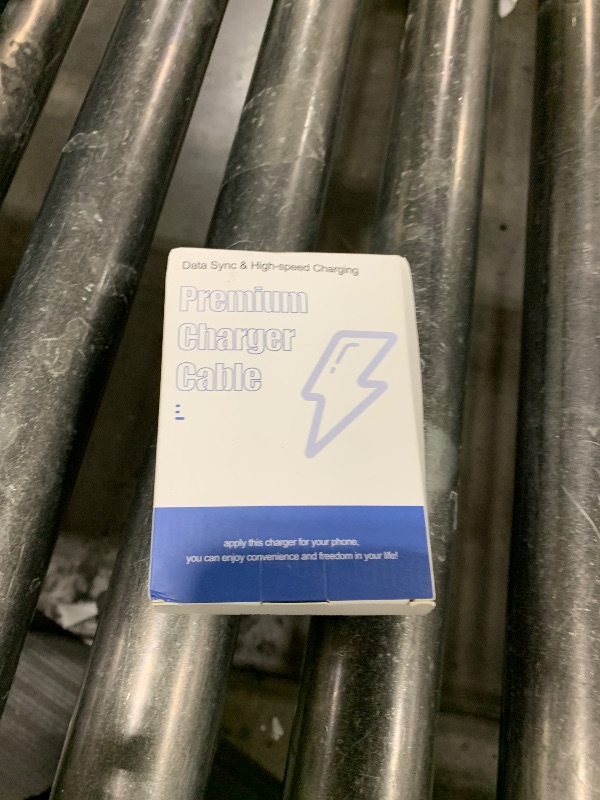 Data Sync & High-speed Charging
Premium
Charger
Cable
apply this charger for your phone,
you can enjoy convenience and freedom in your life!